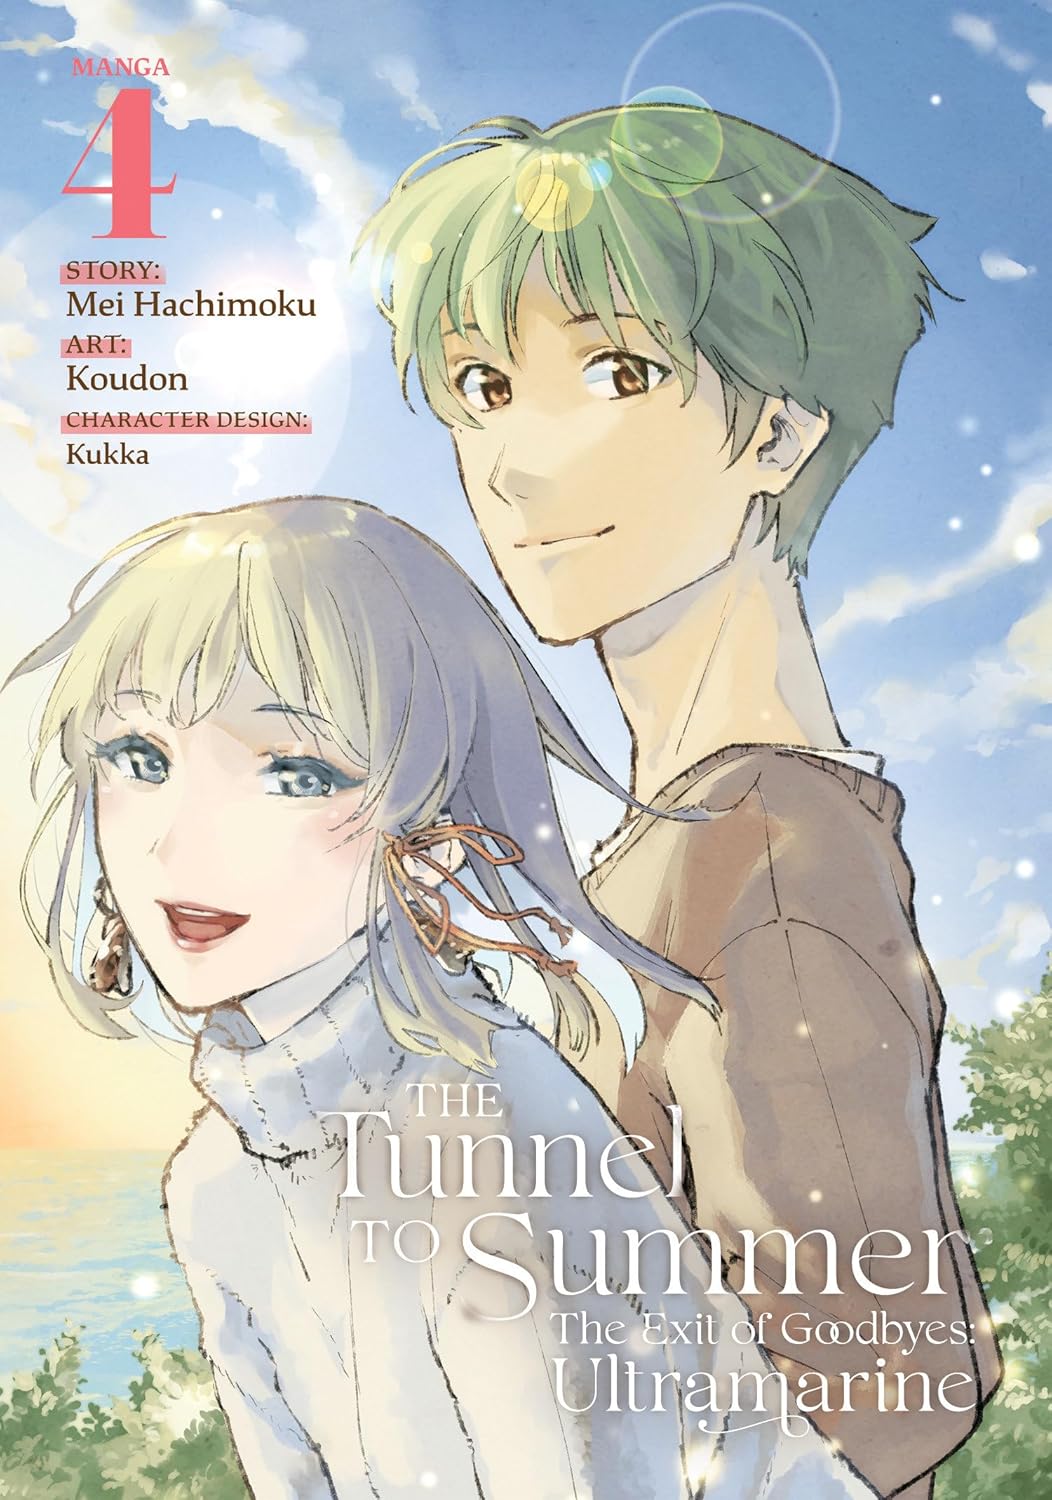 MANGA
4
STORY:
Mei Hachimoku
ART:
Koudon
CHARACTER DESIGN:
Kukka
THE
Tunnel
TO Summer
The Exit of Goodbyes:
Ultramarine